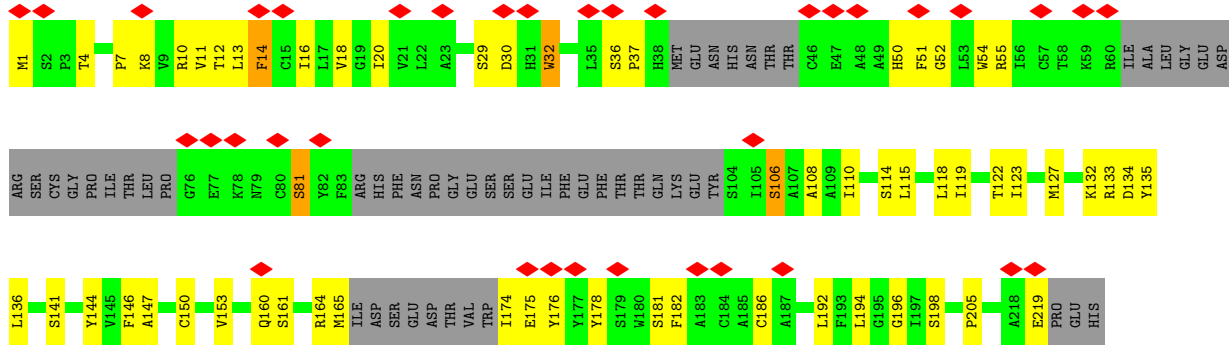 M1 S2 P3 T4 P7 K8 V9 R10 V11 T12 L13 F14 C15 I16 L17 V18 G19 I20 V21 L22 A23 S29 D30 H31 W32 L35 S36 P37 H38 MET GLU ASN HIS ASN THR THR C46 E47 A48 A49 H50 F51 G52 L53 W54 R55 I56 C57 T58 K59 R60 ILE ALA LEU GLY GLU ASP
ARG SER CYS GLY PRO ILE THR LEU PRO G76 E77 K78 N79 C80 S81 Y82 F83 ARG HIS PHE ASN PRO GLY GLU SER SER GLU ILE PHE GLU PHE THR THR GLN LYS GLU TYR S104 I105 S106 A107 A108 A109 I110 S114 L115 L118 I119 T122 I123 M127 K132 R133 D134 Y135
L136 S141 Y144 V145 F146 A147 C150 V153 Q160 S161 R164 M165 ILE ASP SER GLU ASP THR VAL TRP I174 E175 Y176 Y177 Y178 S179 W180 S181 F182 A183 C184 A185 C186 A187 L192 F193 L194 G195 G196 I197 S198 P205 A218 E219 PRO GLU HIS